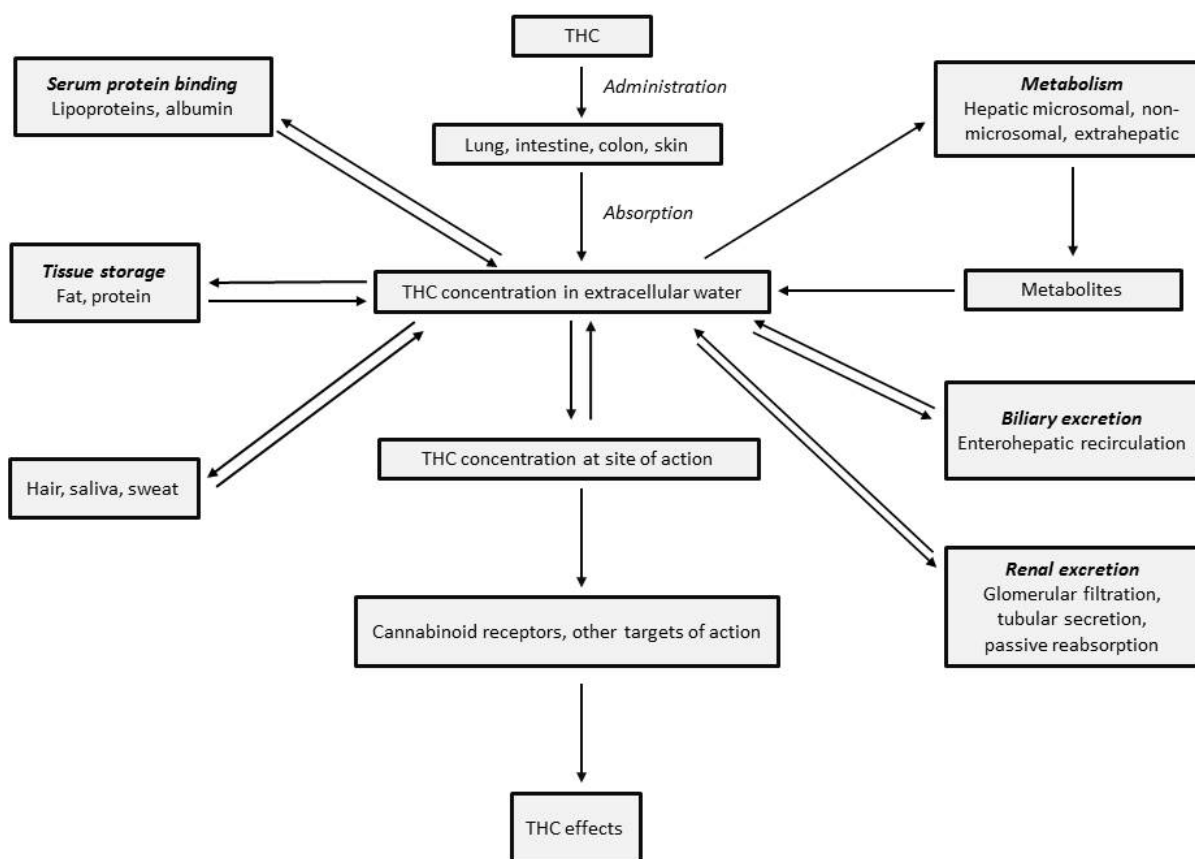 THC
Administration
Serum protein binding
Lipoproteins, albumin
Metabolism
Hepatic microsomal, non-
microsomal, extrahepatic
Lung, intestine, colon, skin
Absorption
Tissue storage
Fat, protein
THC concentration in extracellular water
Metabolites
Biliary excretion
Enterohepatic recirculation
THC concentration at site of action
Hair, saliva, sweat
Renal excretion
Glomerular filtration,
tubular secretion,
passive reabsorption
Cannabinoid receptors, other targets of action
THC effects